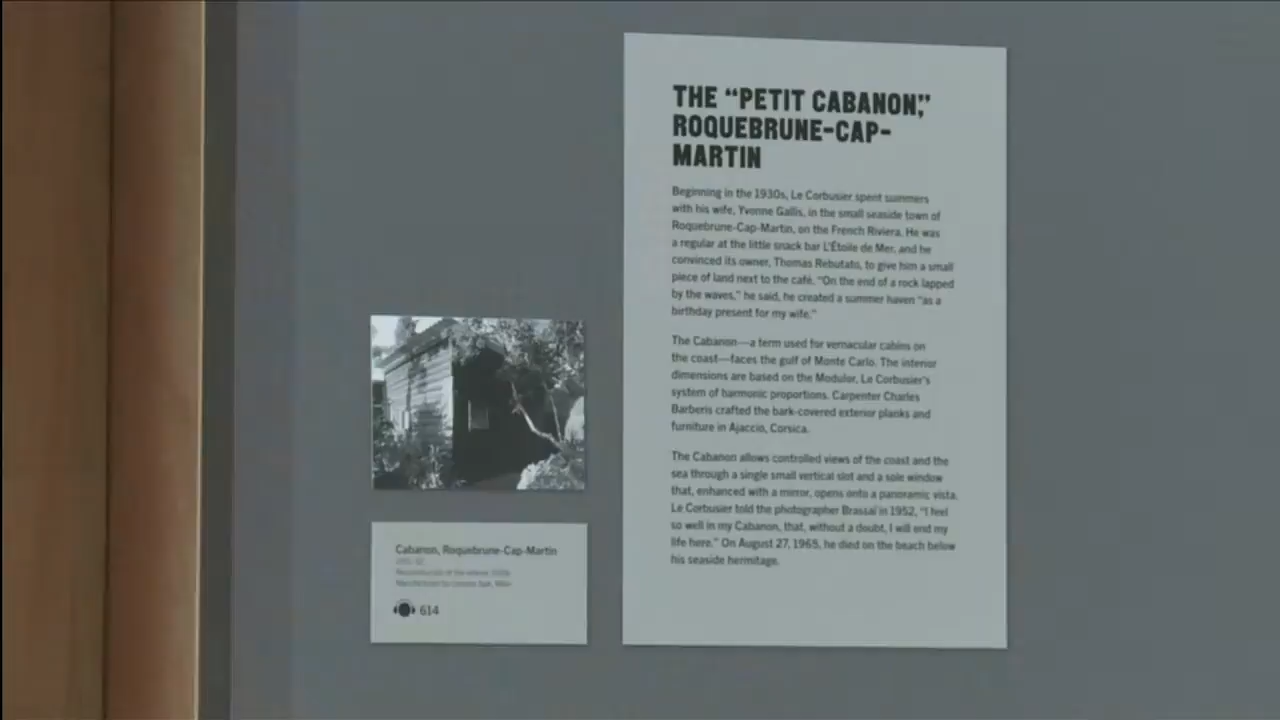 THE “PETIT CABANON,”
ROQUEBRUNE-CAP-
MARTIN
Beginning in the 1930s, Le Corbusier spent summers
with his wife, Yvonne Gallis, in the small seaside town of
Roquebrune-Cap-Martin, on the French Riviera. He was
a regular at the little snack bar L’Étoile de Mer, and he
convinced its owner, Thomas Rebutato, to give him a small
piece of land next to the café. “On the end of a rock lapped
by the waves,” he said, he created a summer haven “as a
birthday present for my wife.”
The Cabanon—a term used for vernacular cabins on
the coast—faces the gulf of Monte Carlo. The interior
dimensions are based on the Modulor, Le Corbusier’s
system of harmonic proportions. Carpenter Charles
Barberis crafted the bark-covered exterior planks and
furniture in Ajaccio, Corsica.
The Cabanon allows controlled views of the coast and the
sea through a single small vertical slot and a sole window
that, enhanced with a mirror, opens onto a panoramic vista.
Le Corbusier told the photographer Brassaï in 1952, “I feel
so well in my Cabanon, that, without a doubt, I will end my
life here.” On August 27, 1965, he died on the beach below
his seaside hermitage.
Cabanon, Roquebrune-Cap-Martin
614